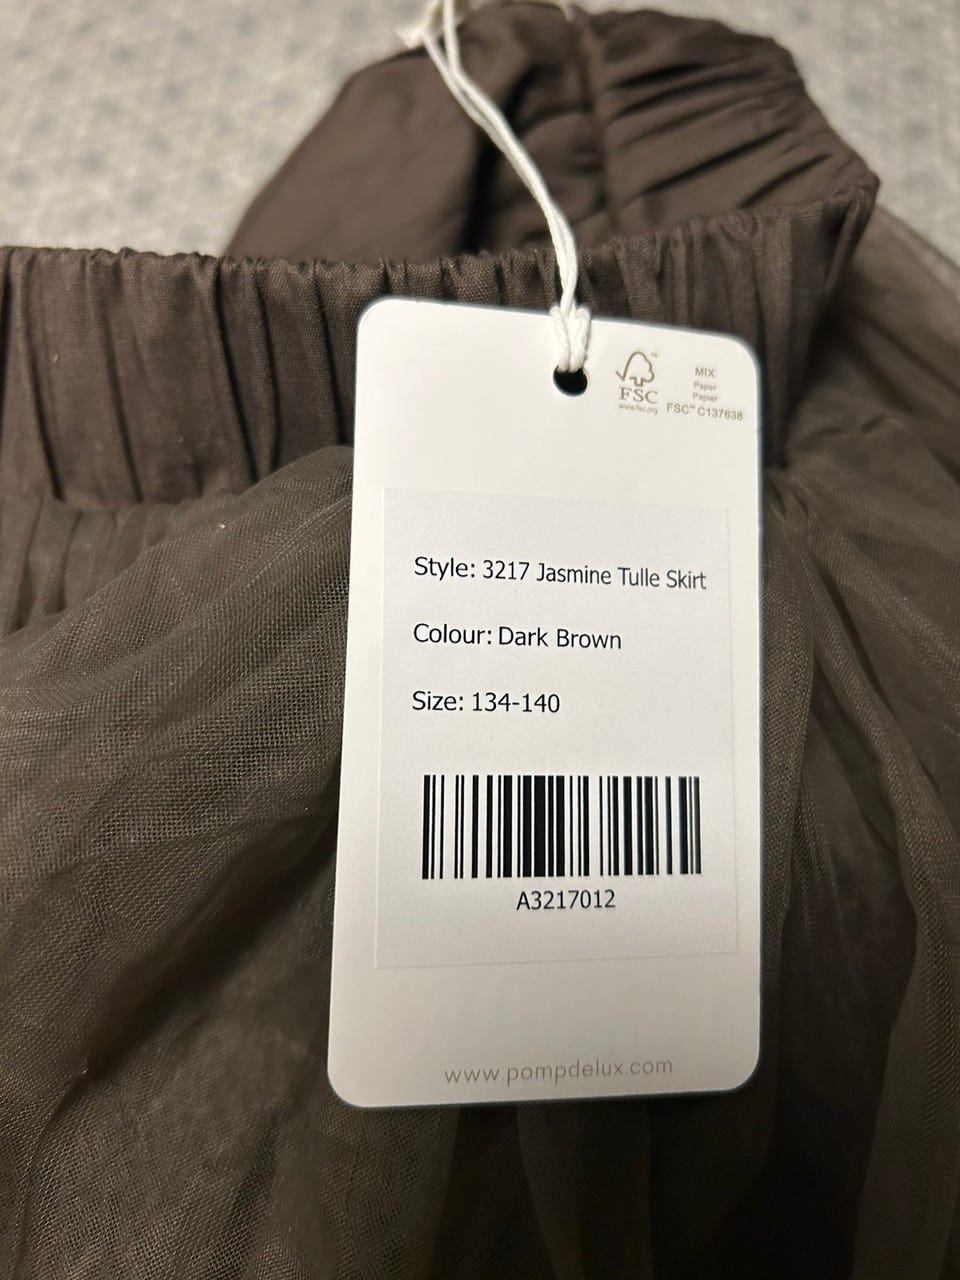 FSC™
www.fsc.org
MIX
Paper
Papier
FSC™ C137638
Style: 3217 Jasmine Tulle Skirt
Colour: Dark Brown
Size: 134-140
A3217012
www.pompdelux.com